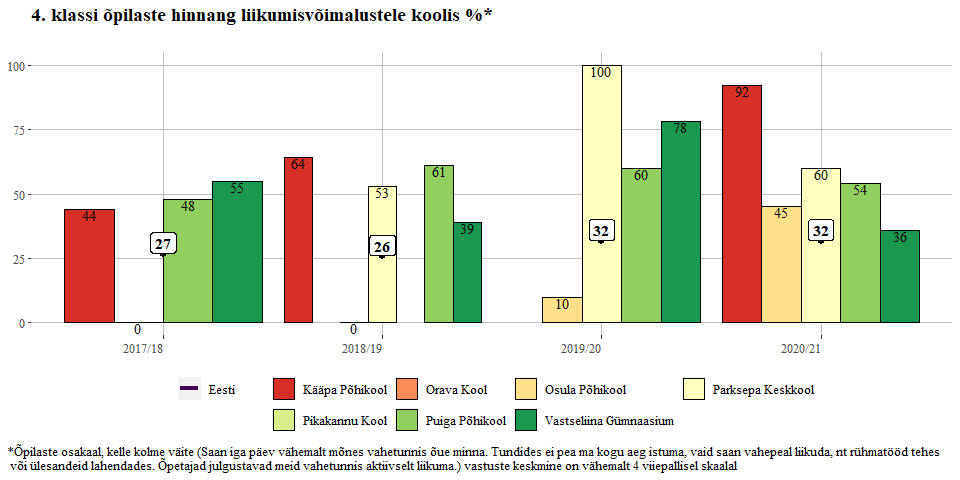 4. klassi õpilaste hinnang liikumisvõimalustele koolis %*
100
75
50
25
0
44
27
0
48
55
64
0
26
53
61
39
10
100
32
60
78
92
45
60
32
54
36
2017/18
2018/19
2019/20
2020/21
Eesti
Kääpa Põhikool
Orava Kool
Osula Põhikool
Parksepa Keskkool
Pikakannu Kool
Puiga Põhikool
Vastseliina Gümnaasium
*Õpilaste osakaal, kelle kolme väite (Saan iga päev vähemalt mõnes vahetunnis õue minna. Tundides ei pea ma kogu aeg istuma, vaid saan vahepeal liikuda, nt rühmatööd tehes
või ülesandeid lahendades. Õpetajad julgustavad meid vahetunnis aktiivselt liikuma.) vastuste keskmine on vähemalt 4 viiepallisel skaalal